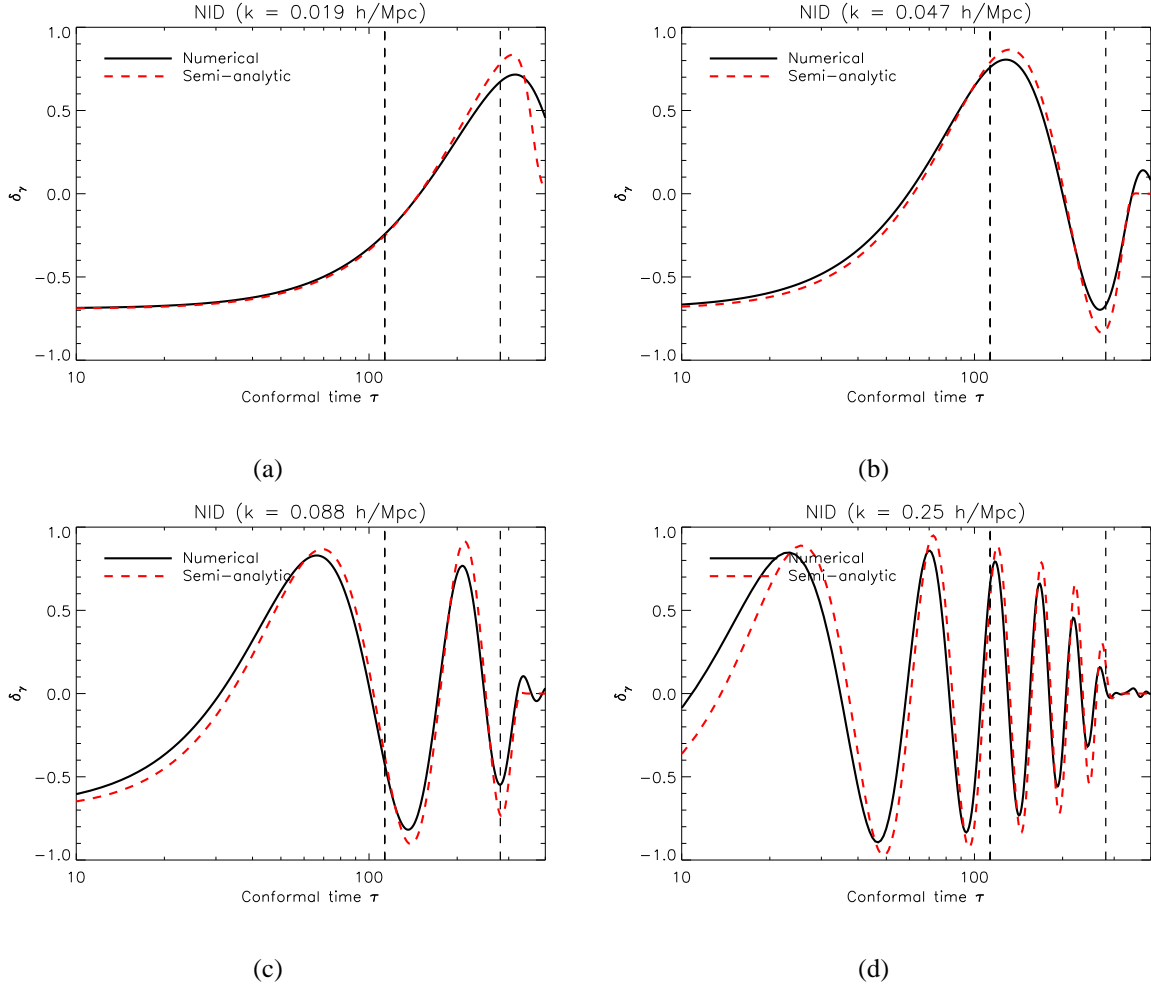 NID (k = 0.019 h/Mpc)
1.0
Numerical
Semi-analytic
0.5
0.0
δγ
−0.5
−1.0
10
100
Conformal time τ
(a)
NID (k = 0.047 h/Mpc)
1.0
Numerical
Semi-analytic
0.5
0.0
δγ
−0.5
−1.0
10
100
Conformal time τ
(b)
NID (k = 0.088 h/Mpc)
1.0
Numerical
Semi-analytic
0.5
0.0
δγ
−0.5
−1.0
10
100
Conformal time τ
(c)
NID (k = 0.25 h/Mpc)
1.0
Numerical
Semi-analytic
0.5
0.0
δγ
−0.5
−1.0
10
100
Conformal time τ
(d)